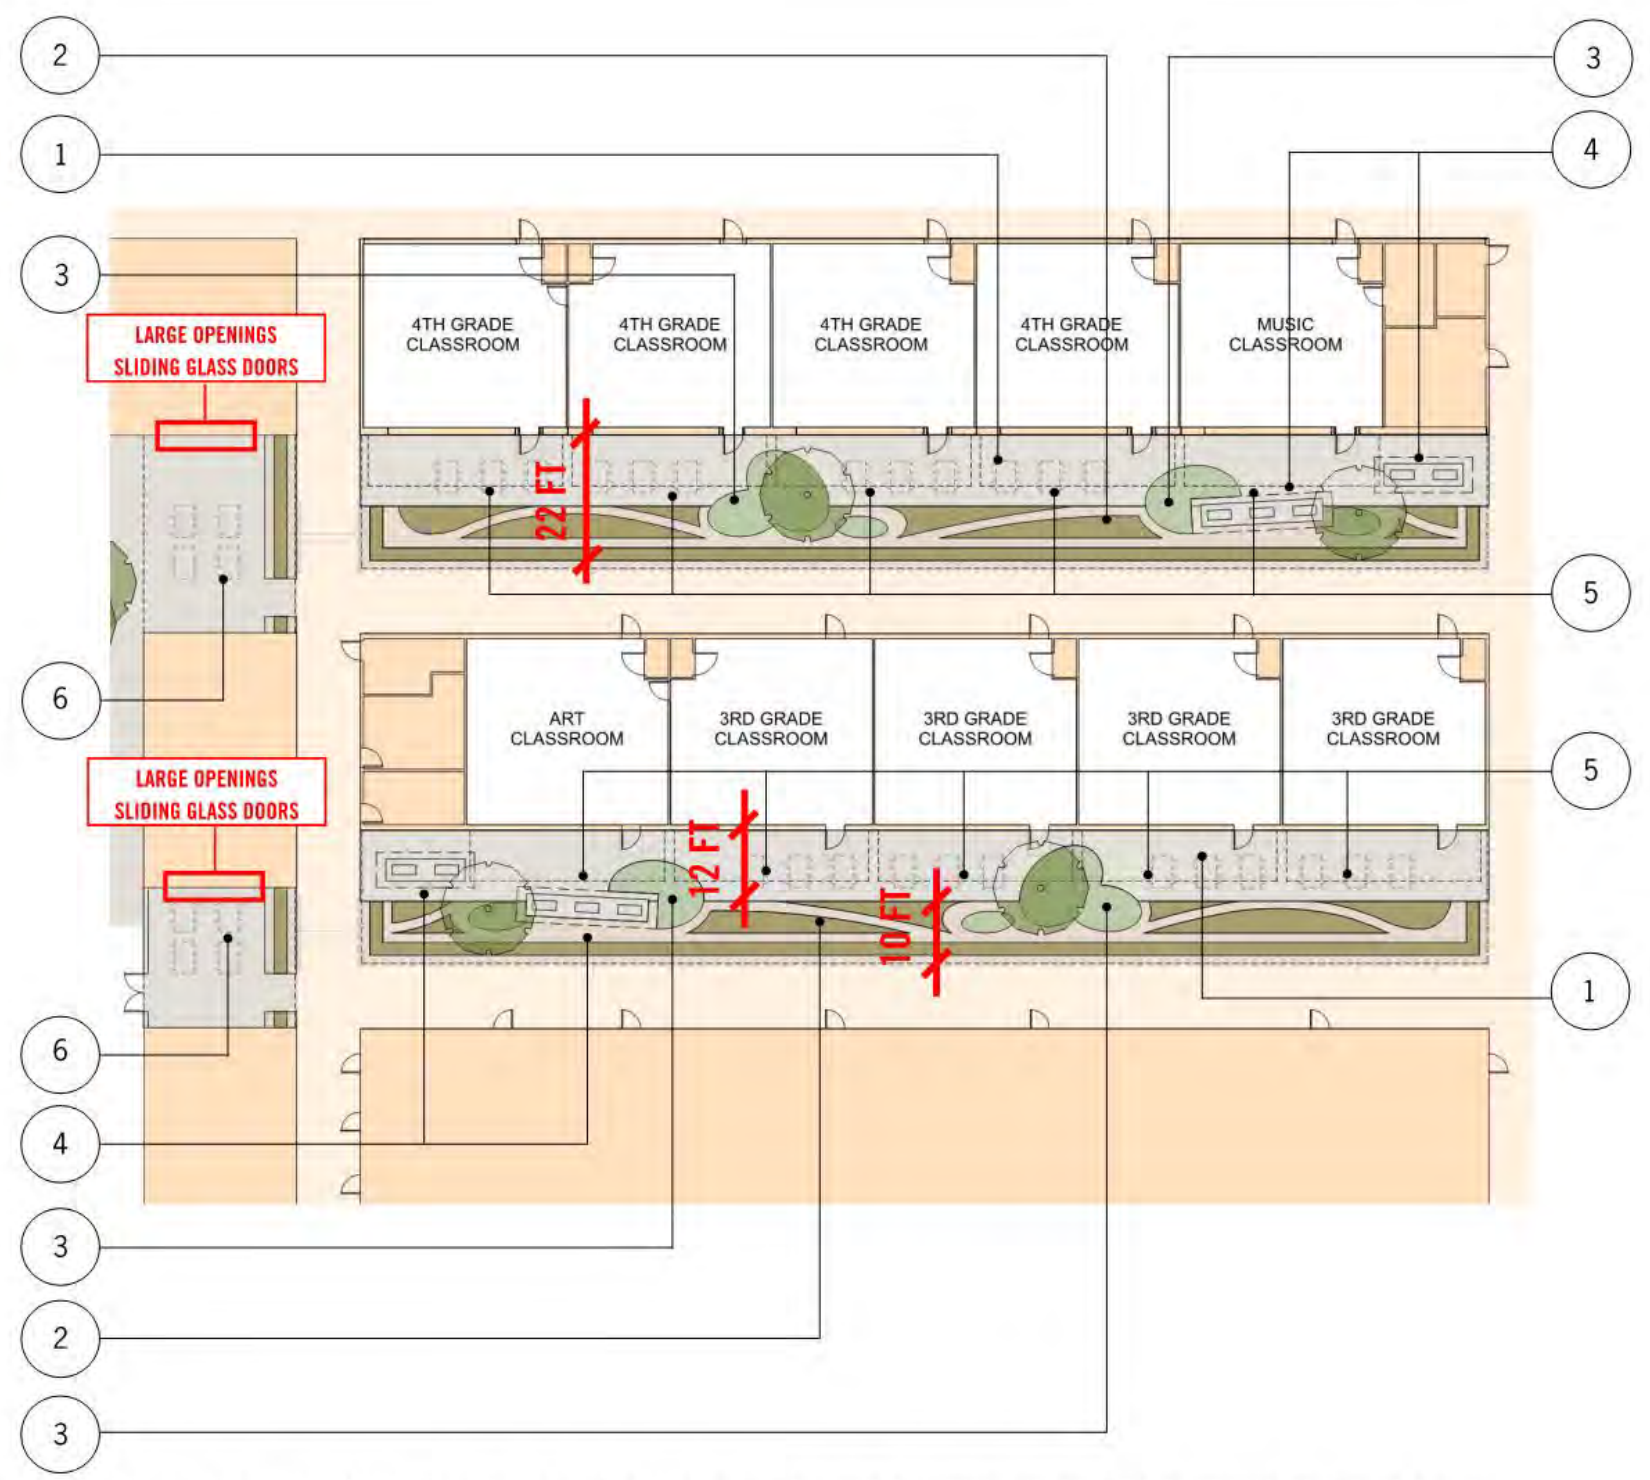 2
3
1
4
3
LARGE OPENINGS
SLIDING GLASS DOORS
4TH GRADE
CLASSROOM
4TH GRADE
CLASSROOM
4TH GRADE
CLASSROOM
4TH GRADE
CLASSROOM
MUSIC
CLASSROOM
22 FT
5
6
ART
CLASSROOM
3RD GRADE
CLASSROOM
3RD GRADE
CLASSROOM
3RD GRADE
CLASSROOM
3RD GRADE
CLASSROOM
5
LARGE OPENINGS
SLIDING GLASS DOORS
12 FT
10 FT
1
6
4
3
2
3